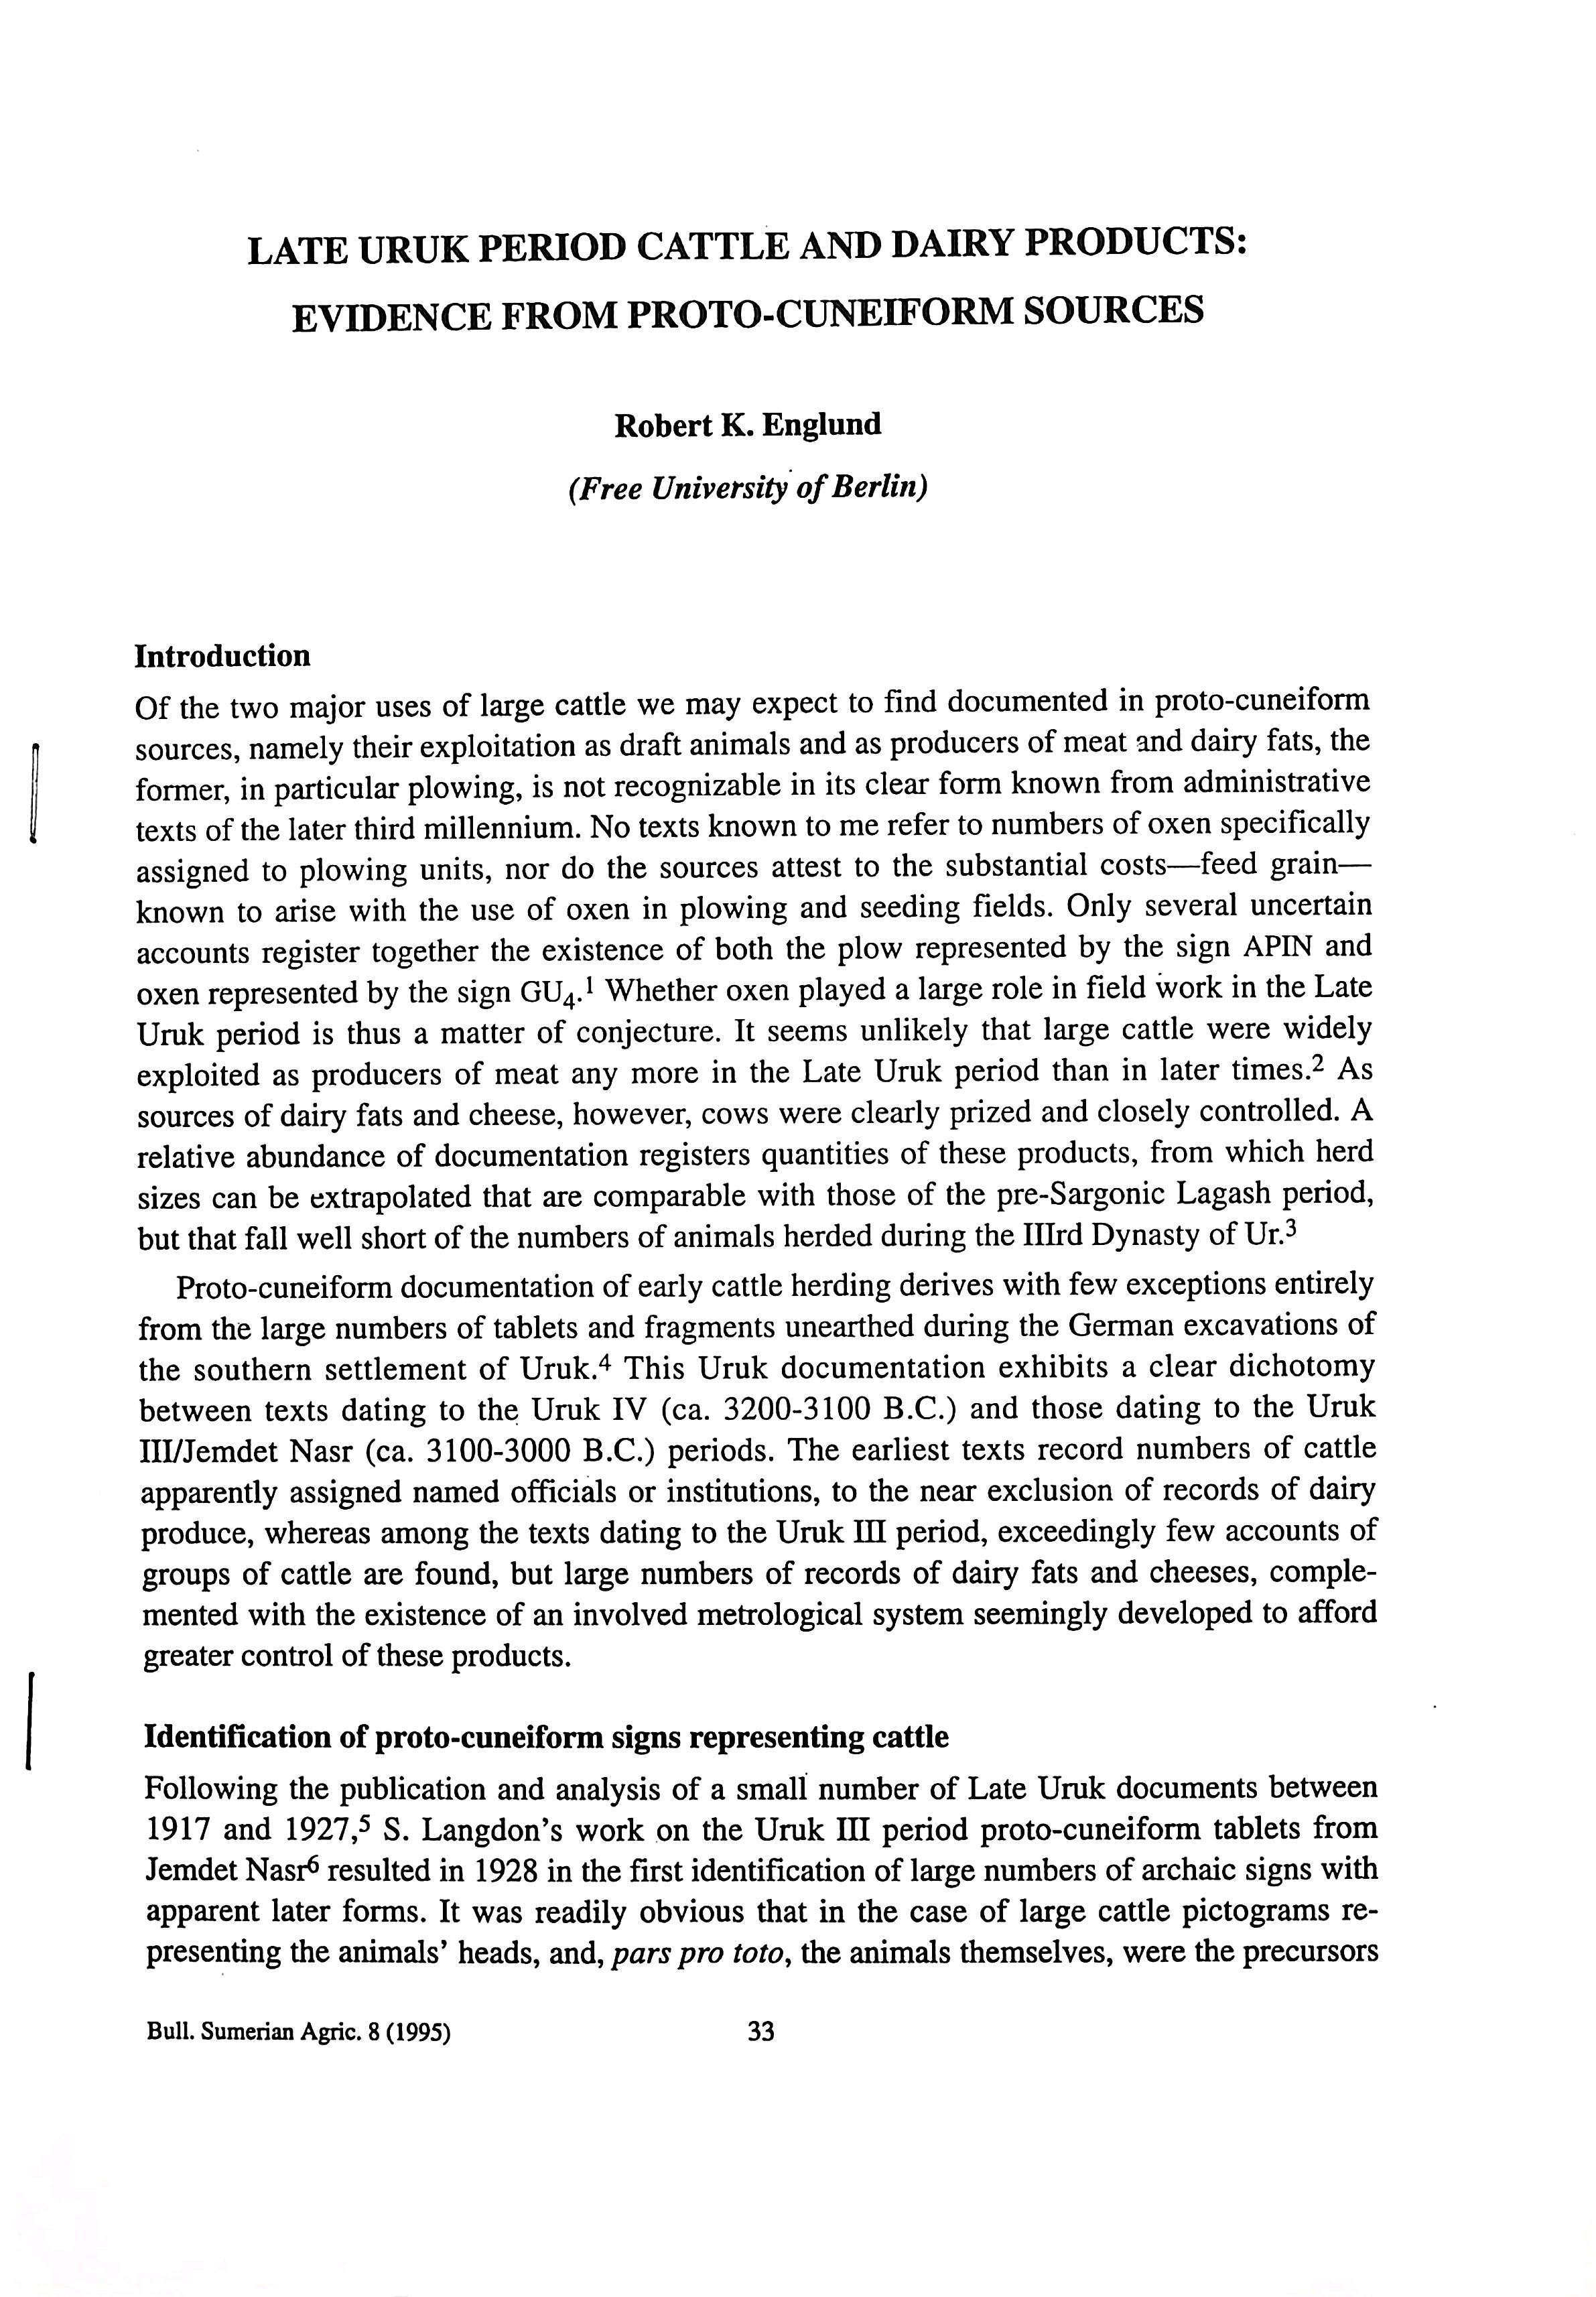 LATE URUK PERIOD CATTLE AND DAIRY PRODUCTS:
EVIDENCE FROM PROTO-CUNEIFORM SOURCES
Robert K. Englund
(Free University of Berlin)
Introduction
Of the two major uses of large cattle we may expect to find documented in proto-cuneiform
sources, namely their exploitation as draft animals and as producers of meat and dairy fats, the
former, in particular plowing, is not recognizable in its clear form known from administrative
texts of the later third millennium. No texts known to me refer to numbers of oxen specifically
assigned to plowing units, nor do the sources attest to the substantial costs—feed grain—
known to arise with the use of oxen in plowing and seeding fields. Only several uncertain
accounts register together the existence of both the plow represented by the sign APIN and
oxen represented by the sign GU₄.¹ Whether oxen played a large role in field work in the Late
Uruk period is thus a matter of conjecture. It seems unlikely that large cattle were widely
exploited as producers of meat any more in the Late Uruk period than in later times.² As
sources of dairy fats and cheese, however, cows were clearly prized and closely controlled. A
relative abundance of documentation registers quantities of these products, from which herd
sizes can be extrapolated that are comparable with those of the pre-Sargonic Lagash period,
but that fall well short of the numbers of animals herded during the IIIrd Dynasty of Ur.³
Proto-cuneiform documentation of early cattle herding derives with few exceptions entirely
from the large numbers of tablets and fragments unearthed during the German excavations of
the southern settlement of Uruk.⁴ This Uruk documentation exhibits a clear dichotomy
between texts dating to the Uruk IV (ca. 3200-3100 B.C.) and those dating to the Uruk
III/Jemdet Nasr (ca. 3100-3000 B.C.) periods. The earliest texts record numbers of cattle
apparently assigned named officials or institutions, to the near exclusion of records of dairy
produce, whereas among the texts dating to the Uruk III period, exceedingly few accounts of
groups of cattle are found, but large numbers of records of dairy fats and cheeses, comple-
mented with the existence of an involved metrological system seemingly developed to afford
greater control of these products.
Identification of proto-cuneiform signs representing cattle
Following the publication and analysis of a small number of Late Uruk documents between
1917 and 1927,⁵ S. Langdon's work on the Uruk III period proto-cuneiform tablets from
Jemdet Nasr⁶ resulted in 1928 in the first identification of large numbers of archaic signs with
apparent later forms. It was readily obvious that in the case of large cattle pictograms re-
presenting the animals' heads, and, pars pro toto, the animals themselves, were the precursors
Bull. Sumerian Agric. 8 (1995)
33